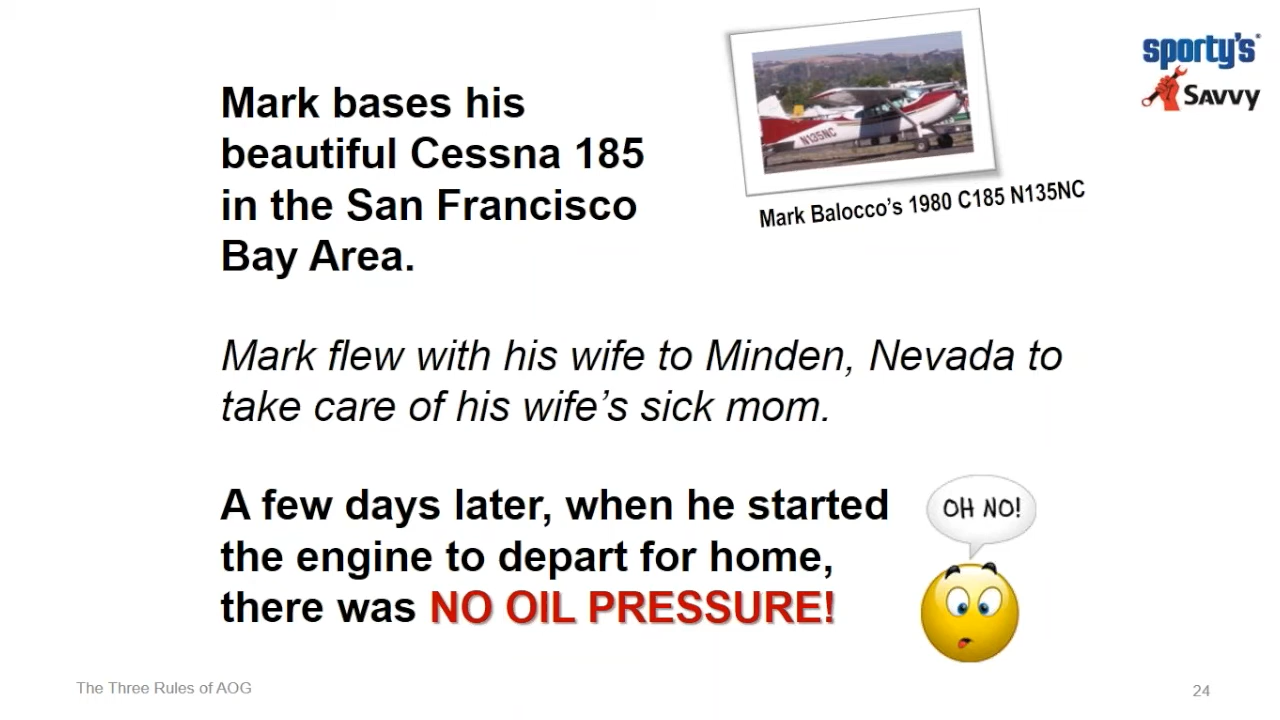 sporty's
Savvy
Mark bases his
beautiful Cessna 185
in the San Francisco
Bay Area.
N135NC
Mark Balocco’s 1980 C185 N135NC
Mark flew with his wife to Minden, Nevada to
take care of his wife’s sick mom.
A few days later, when he started
the engine to depart for home,
there was NO OIL PRESSURE!
OH NO!
The Three Rules of AOG
24